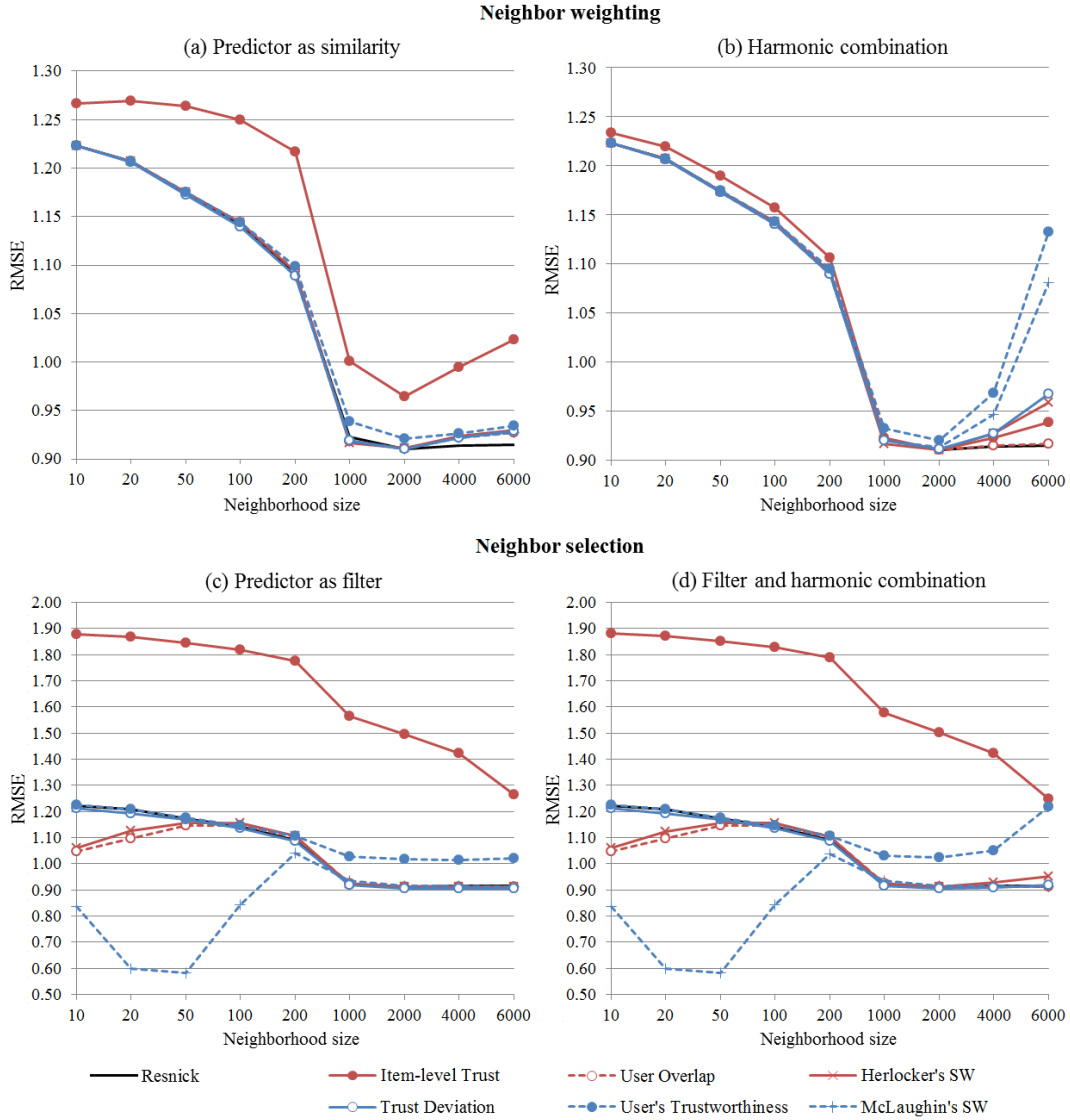 Neighbor weighting
(a) Predictor as similarity
(b) Harmonic combination
RMSE
1.30
1.25
1.20
1.15
1.10
1.05
1.00
0.95
0.90
10 20 50 100 200 1000 2000 4000 6000
Neighborhood size
RMSE
1.30
1.25
1.20
1.15
1.10
1.05
1.00
0.95
0.90
10 20 50 100 200 1000 2000 4000 6000
Neighborhood size
Neighbor selection
(c) Predictor as filter
(d) Filter and harmonic combination
RMSE
2.00
1.90
1.80
1.70
1.60
1.50
1.40
1.30
1.20
1.10
1.00
0.90
0.80
0.70
0.60
0.50
10 20 50 100 200 1000 2000 4000 6000
Neighborhood size
RMSE
2.00
1.90
1.80
1.70
1.60
1.50
1.40
1.30
1.20
1.10
1.00
0.90
0.80
0.70
0.60
0.50
10 20 50 100 200 1000 2000 4000 6000
Neighborhood size
Resnick Item-level Trust User Overlap Herlocker's SW
Trust Deviation User's Trustworthiness McLaughin's SW